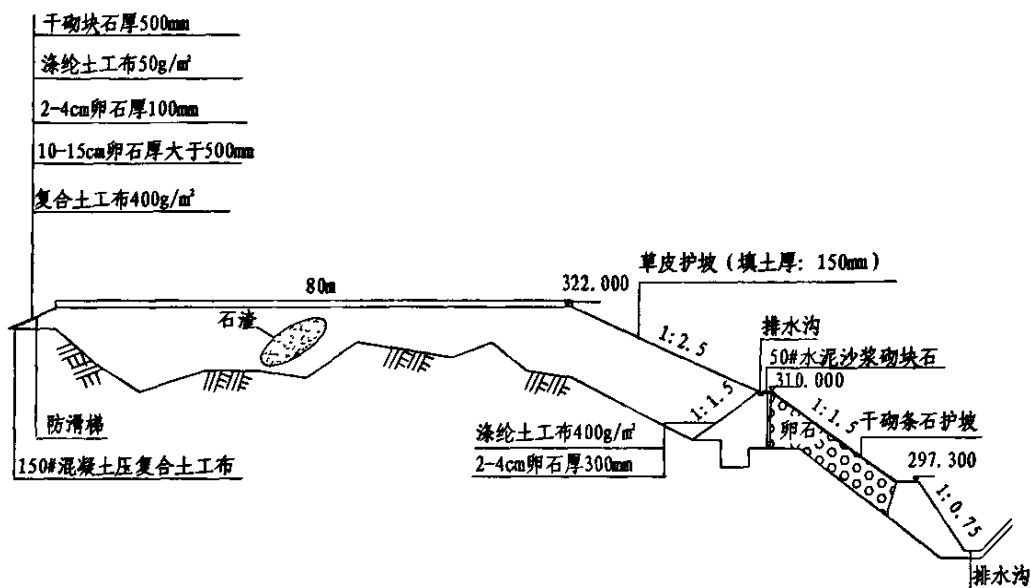 干砌块石厚500mm
涤纶土工布50g/㎡
2-4cm卵石厚100mm
10-15cm卵石厚大于500mm
复合土工布400g/㎡
草皮护坡（填土厚: 150mm）
322.000
80m
石渣
1:2.5
排水沟
50#水泥沙浆砌块石
310.000
1:1.5
1:1.5
防滑梯
涤纶土工布400g/㎡
卵石
干砌条石护坡
150#混凝土压复合土工布
2-4cm卵石厚300mm
297.300
1:0.75
排水沟